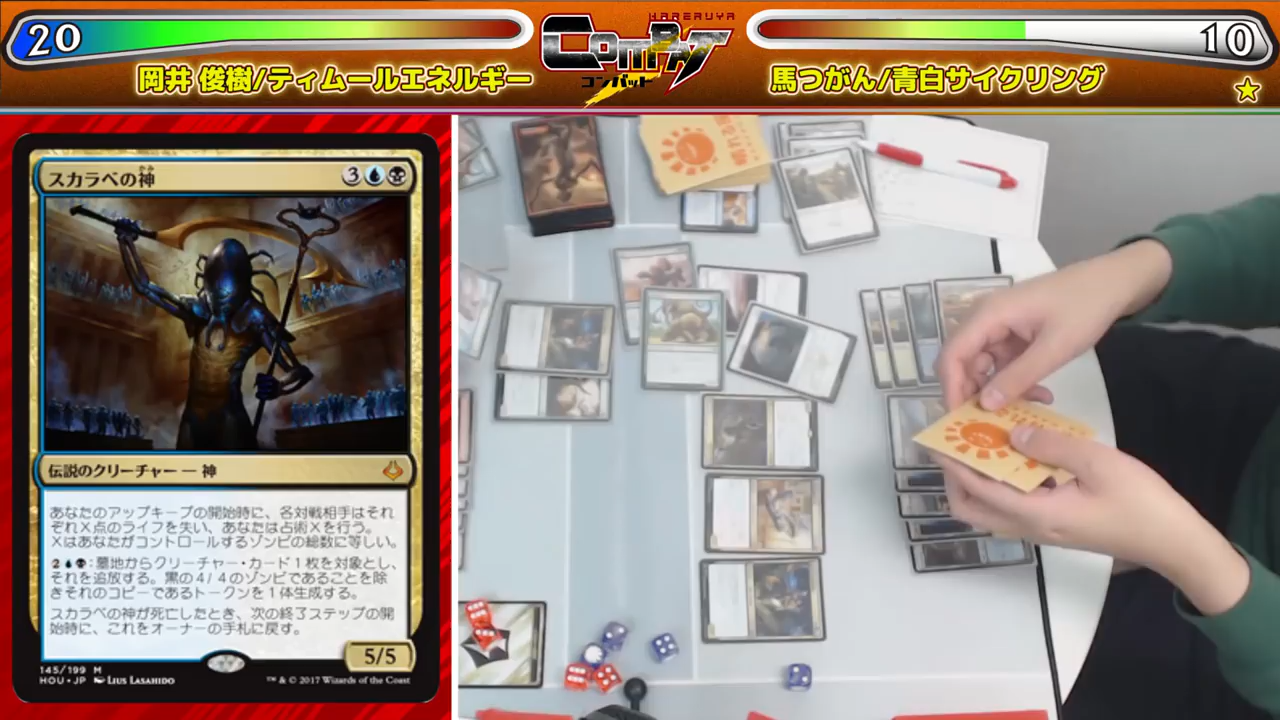 20
HARERUYA
COMBAT
コンバット
10
岡井 俊樹/ティムールエネルギー
馬つがん/青白サイクリング
スカラベの神
かみ
3
伝説のクリーチャー ― 神
あなたのアップキープの開始時に、各対戦相手はそれ
ぞれX点のライフを失い、あなたは占術Xを行う。
Xはあなたがコントロールするゾンビの総数に等しい。
2:墓地からクリーチャー・カード1枚を対象とし、
それを追放する。黒の4/4のゾンビであることを除
きそれのコピーであるトークンを1体生成する。
スカラベの神が死亡したとき、次の終了ステップの開
始時に、これをオーナーの手札に戻す。
5/5
145/199 M
HOU・JP LIUS LASAHIDO
™ & © 2017 Wizards of the Coast